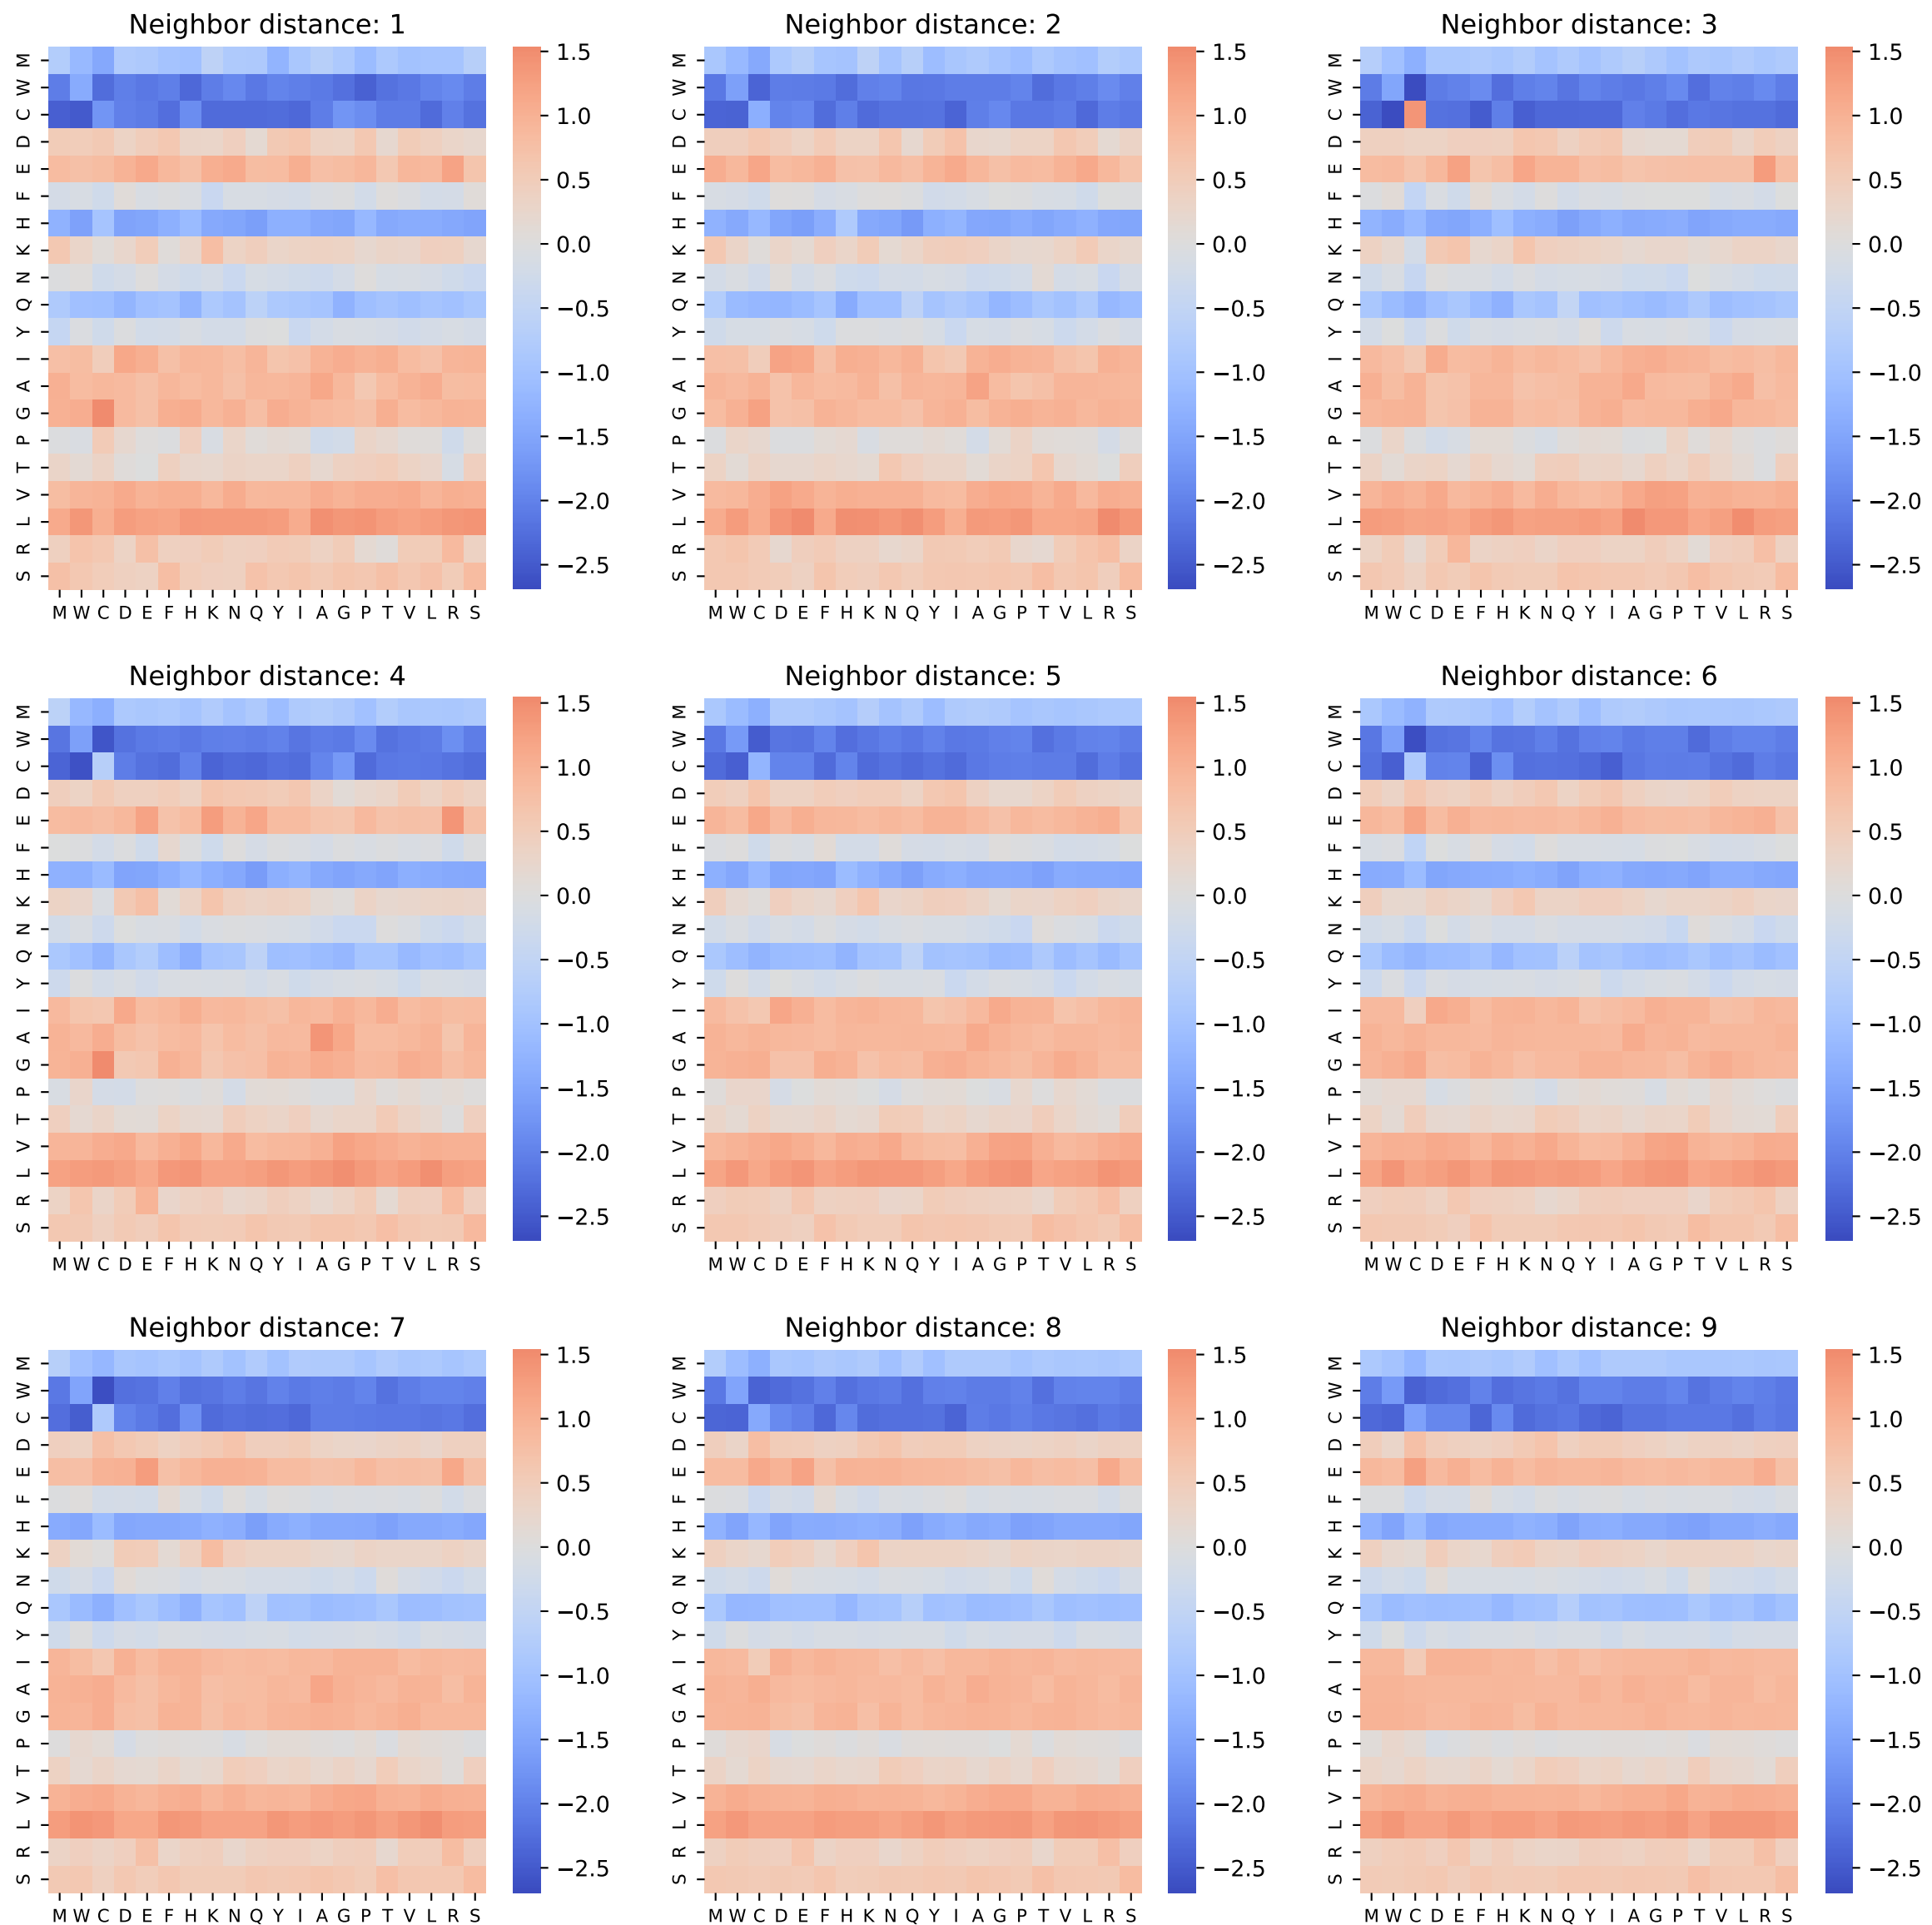 Neighbor distance: 1
M
W
C
D
E
F
H
K
N
Q
Y
I
A
G
P
T
V
L
R
S
M W C D E F H K N Q Y I A G P T V L R S
1.5
1.0
0.5
0.0
−0.5
−1.0
−1.5
−2.0
−2.5
Neighbor distance: 2
M
W
C
D
E
F
H
K
N
Q
Y
I
A
G
P
T
V
L
R
S
M W C D E F H K N Q Y I A G P T V L R S
1.5
1.0
0.5
0.0
−0.5
−1.0
−1.5
−2.0
−2.5
Neighbor distance: 3
M
W
C
D
E
F
H
K
N
Q
Y
I
A
G
P
T
V
L
R
S
M W C D E F H K N Q Y I A G P T V L R S
1.5
1.0
0.5
0.0
−0.5
−1.0
−1.5
−2.0
−2.5
Neighbor distance: 4
M
W
C
D
E
F
H
K
N
Q
Y
I
A
G
P
T
V
L
R
S
M W C D E F H K N Q Y I A G P T V L R S
1.5
1.0
0.5
0.0
−0.5
−1.0
−1.5
−2.0
−2.5
Neighbor distance: 5
M
W
C
D
E
F
H
K
N
Q
Y
I
A
G
P
T
V
L
R
S
M W C D E F H K N Q Y I A G P T V L R S
1.5
1.0
0.5
0.0
−0.5
−1.0
−1.5
−2.0
−2.5
Neighbor distance: 6
M
W
C
D
E
F
H
K
N
Q
Y
I
A
G
P
T
V
L
R
S
M W C D E F H K N Q Y I A G P T V L R S
1.5
1.0
0.5
0.0
−0.5
−1.0
−1.5
−2.0
−2.5
Neighbor distance: 7
M
W
C
D
E
F
H
K
N
Q
Y
I
A
G
P
T
V
L
R
S
M W C D E F H K N Q Y I A G P T V L R S
1.5
1.0
0.5
0.0
−0.5
−1.0
−1.5
−2.0
−2.5
Neighbor distance: 8
M
W
C
D
E
F
H
K
N
Q
Y
I
A
G
P
T
V
L
R
S
M W C D E F H K N Q Y I A G P T V L R S
1.5
1.0
0.5
0.0
−0.5
−1.0
−1.5
−2.0
−2.5
Neighbor distance: 9
M
W
C
D
E
F
H
K
N
Q
Y
I
A
G
P
T
V
L
R
S
M W C D E F H K N Q Y I A G P T V L R S
1.5
1.0
0.5
0.0
−0.5
−1.0
−1.5
−2.0
−2.5